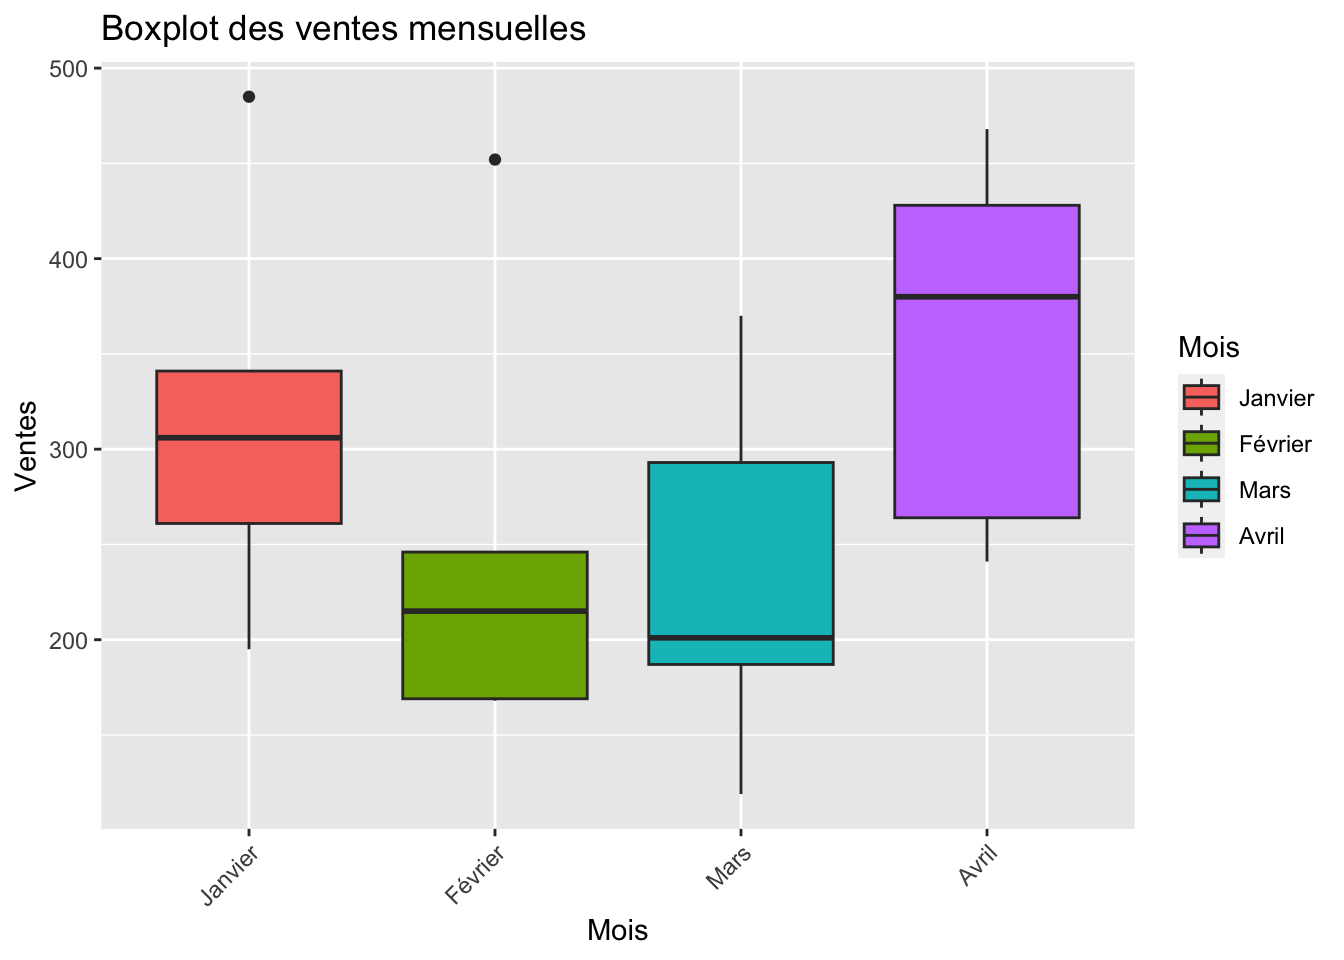 Boxplot des ventes mensuelles
500
400
300
200
Ventes
Janvier
Février
Mars
Avril
Mois
Mois
Janvier
Février
Mars
Avril